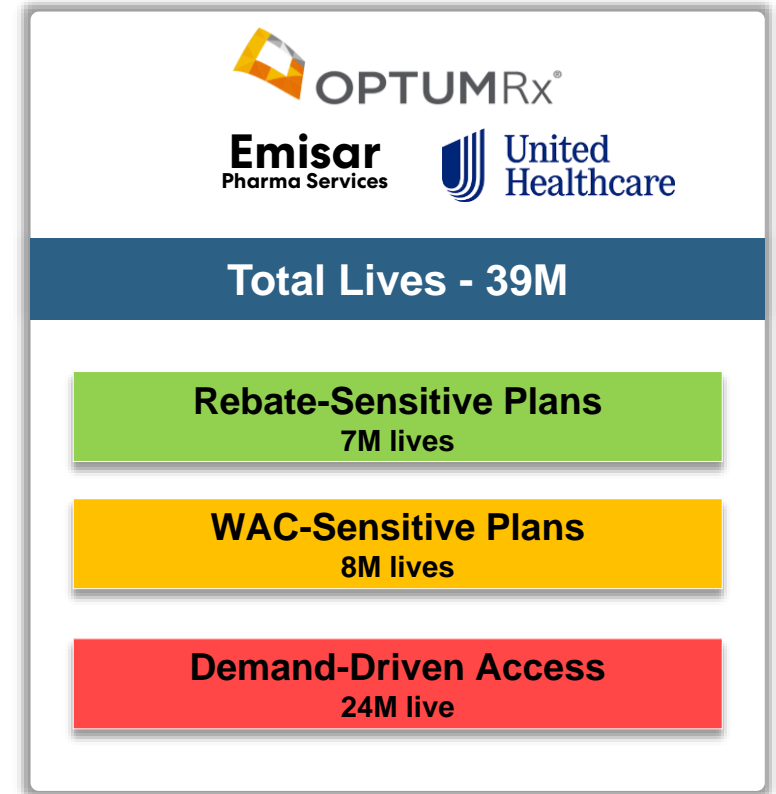 OPTUMRx®
Emisar
Pharma Services
United
Healthcare
Total Lives - 39M
Rebate-Sensitive Plans
7M lives
WAC-Sensitive Plans
8M lives
Demand-Driven Access
24M live